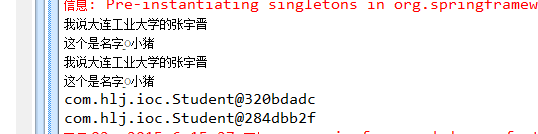 信息: Pre-instantiating singletons in org.springframew
我说大连工业大学的张宇晋
这个是名字o小猪
我说大连工业大学的张宇晋
这个是名字o小猪
com.hlj.ioc.Student@320bdadc
com.hlj.ioc.Student@284dbb2f